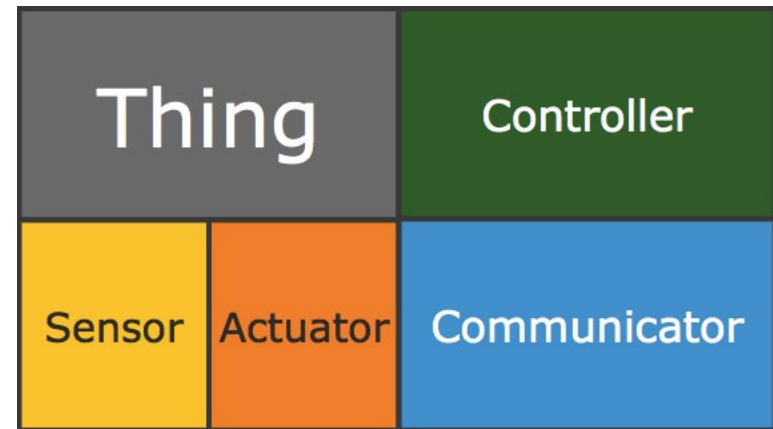 Thing
Controller
Sensor
Actuator
Communicator